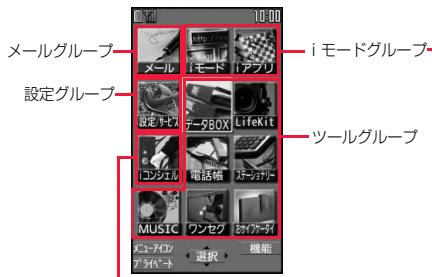 10:00
メールグループ
iモードグループ
メール
iモード
iアプリ
設定グループ
設定/サービス
データBOX
LifeKit
ツールグループ
iコンシェル
電話帳
ステーショナリー
MUSIC
ワンセグ
おサイフケータイ
メニューアイコン
選択
機能
プライベート